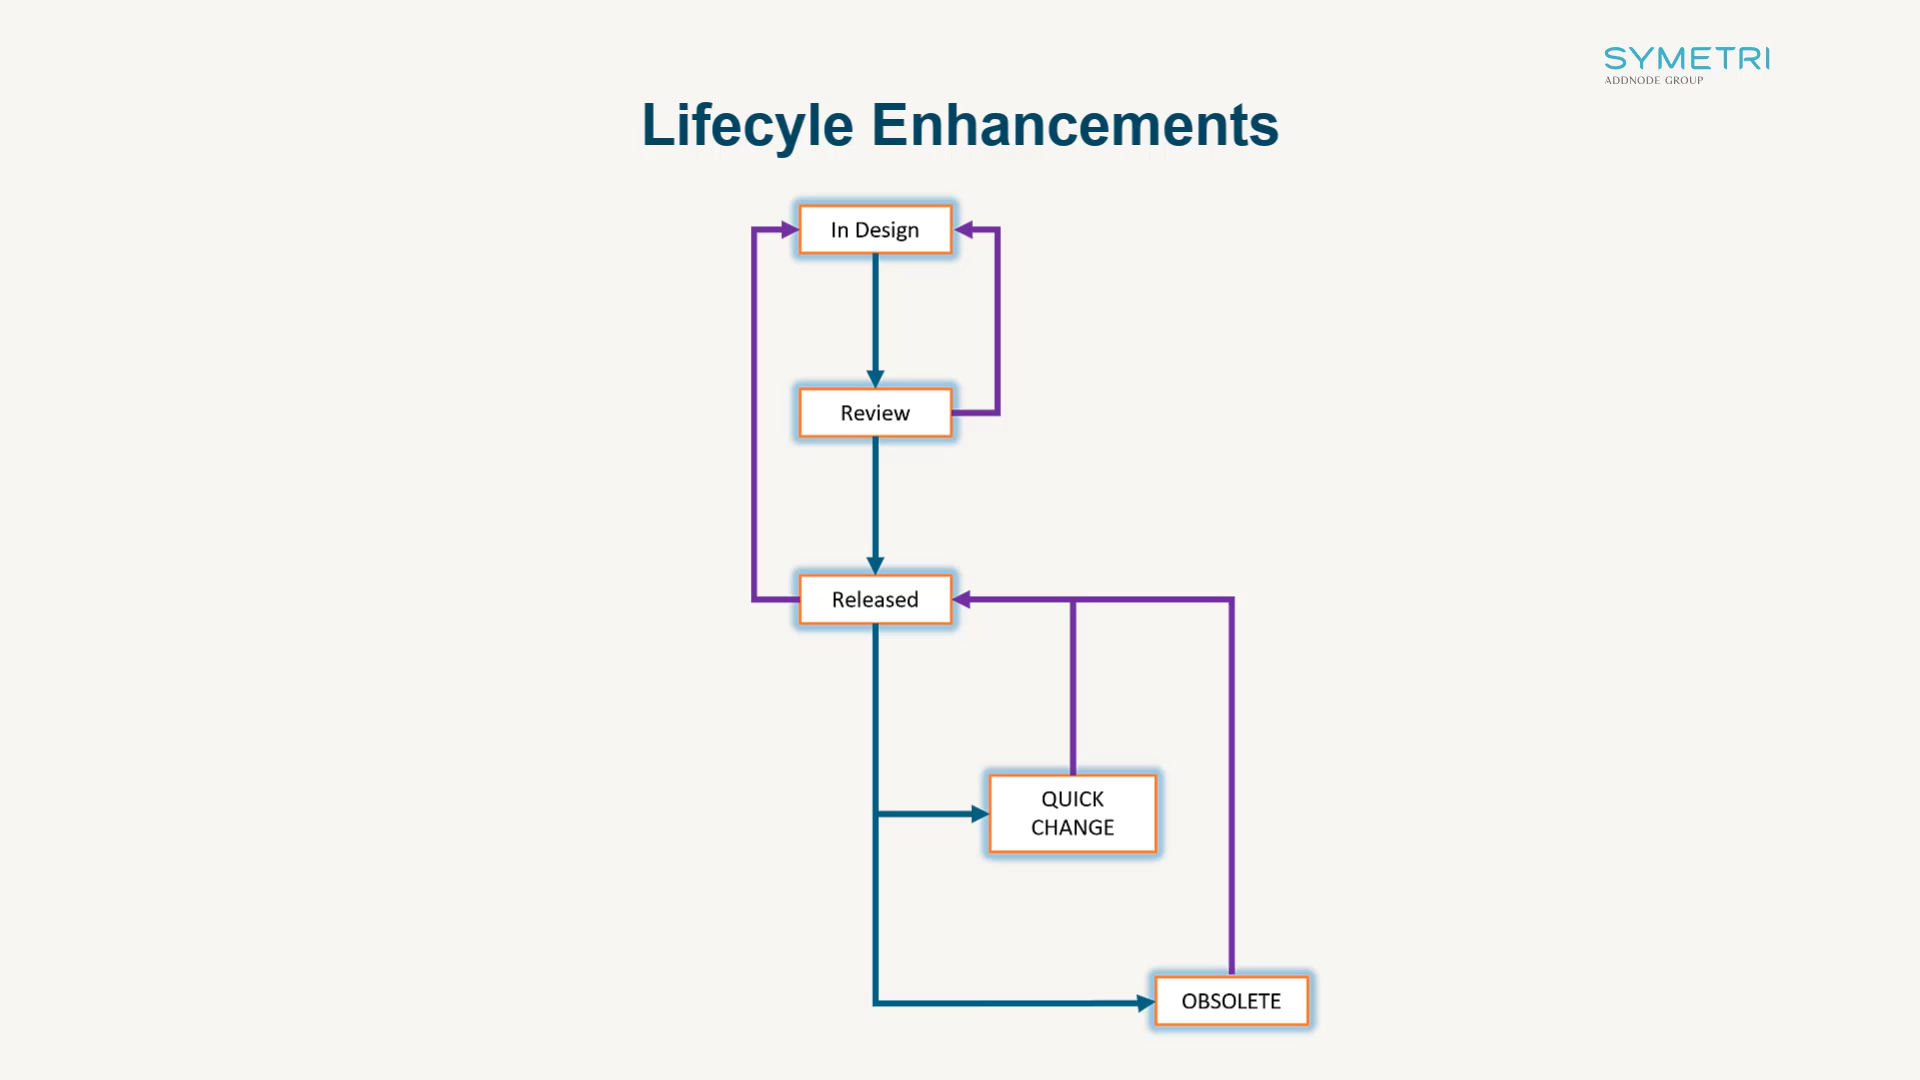 SYMETRI
ADDNODE GROUP
Lifecyle Enhancements
In Design
Review
Released
QUICK
CHANGE
OBSOLETE